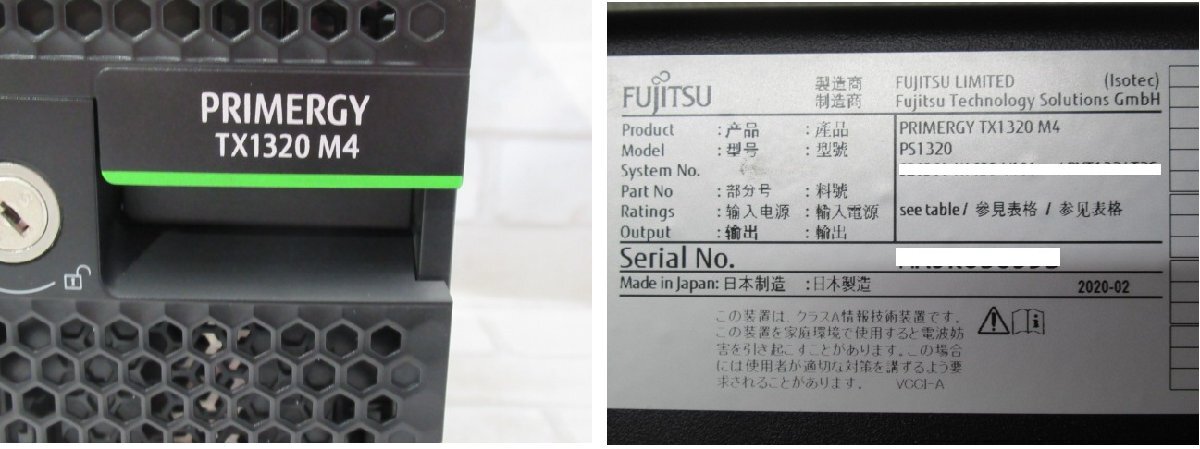 PRIMERGY
TX1320 M4
FUJITSU 製造商 FUJITSU LIMITED (Isotec)
制造商 Fujitsu Technology Solutions GmbH
Product :产品 :產品 PRIMERGY TX1320 M4
Model :型号 :型號 PS1320
System No.
Part No :部分号 :料號
Ratings :输入电源 :輸入電源 see table/ 參見表格 / 参见表格
Output :输出 :輸出
Serial No.
Made in Japan:日本制造 :日本製造 2020-02
この装置は、クラスA情報技術装置です。
この装置を家庭環境で使用すると電波妨
害を引き起こすことがあります。この場合
には使用者が適切な対策を講ずるよう要
求されることがあります。 VCCI-A